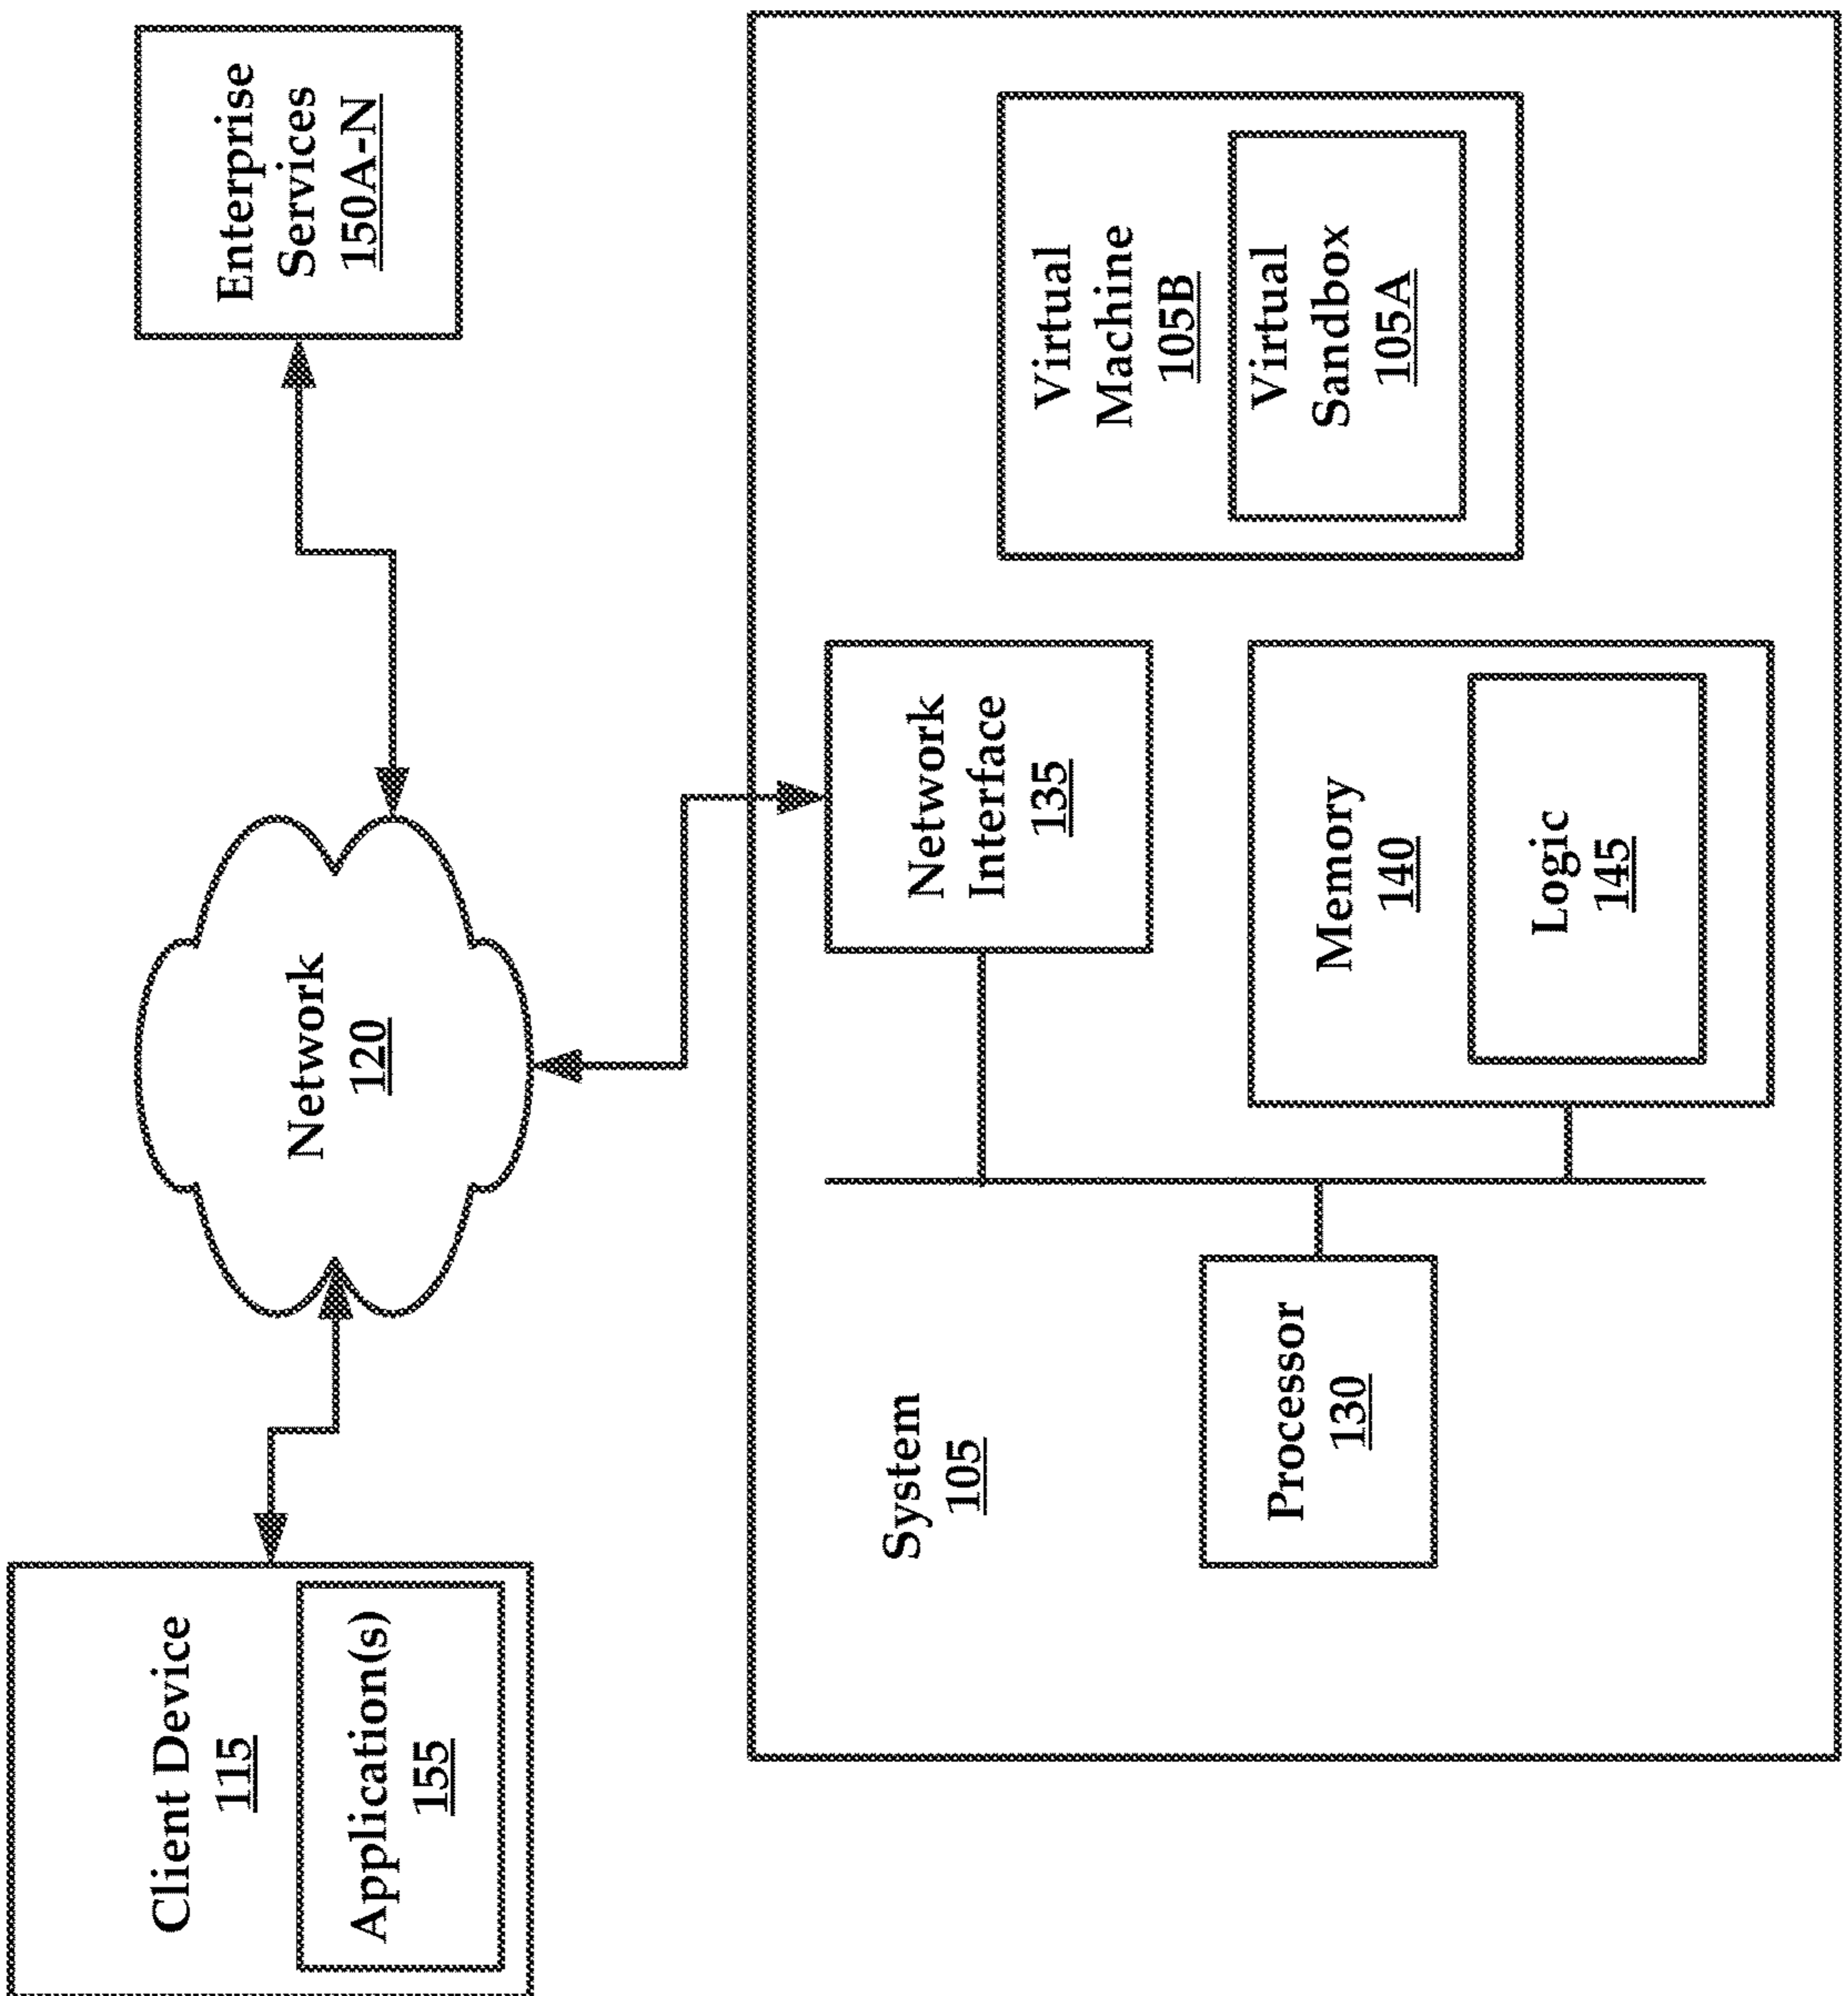 Client Device
115
Application(s)
155
Network
120
Enterprise
Services
150A-N
System
105
Processor
130
Network
Interface
135
Memory
140
Logic
145
Virtual
Machine
105B
Virtual
Sandbox
105A